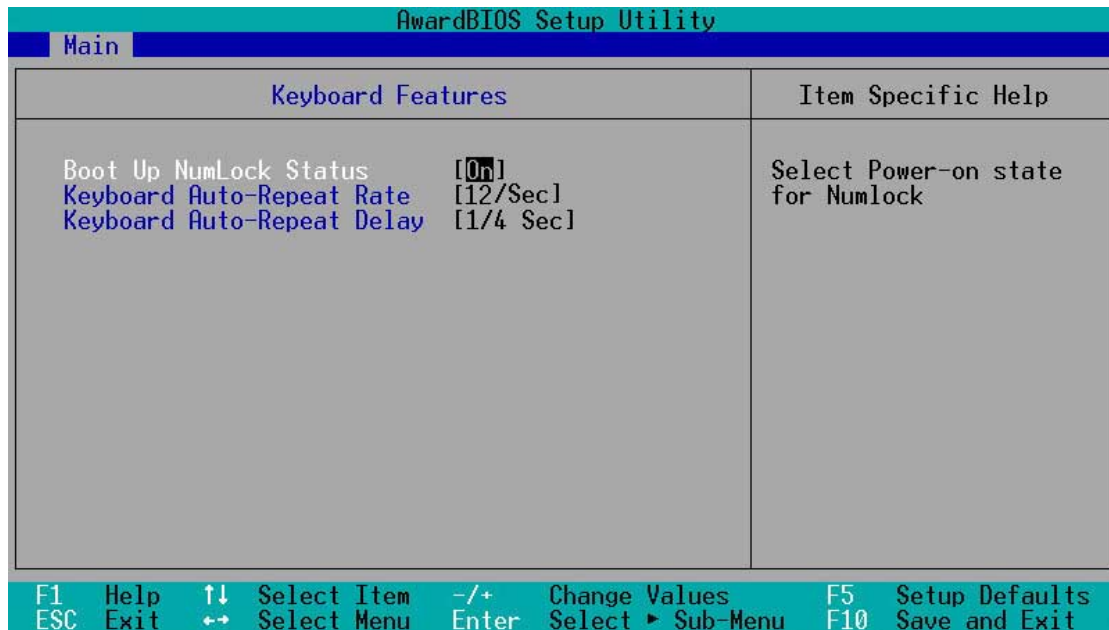 AwardBIOS Setup Utility
Main
Keyboard Features
Item Specific Help
Boot Up NumLock Status [On]
Keyboard Auto-Repeat Rate [12/Sec]
Keyboard Auto-Repeat Delay [1/4 Sec]
Select Power-on state
for Numlock
F1 Help ↑↓ Select Item -/+ Change Values F5 Setup Defaults
ESC Exit ←→ Select Menu Enter Select ► Sub-Menu F10 Save and Exit